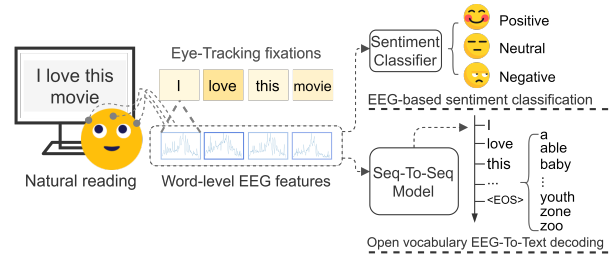 I love this
movie
Natural reading
Eye-Tracking fixations
I love this movie
Word-level EEG features
Sentiment
Classifier
Positive
Neutral
Negative
EEG-based sentiment classification
Seq-To-Seq
Model
I
love
this
...
<EOS>
a
able
baby
⋮
youth
zone
zoo
Open vocabulary EEG-To-Text decoding